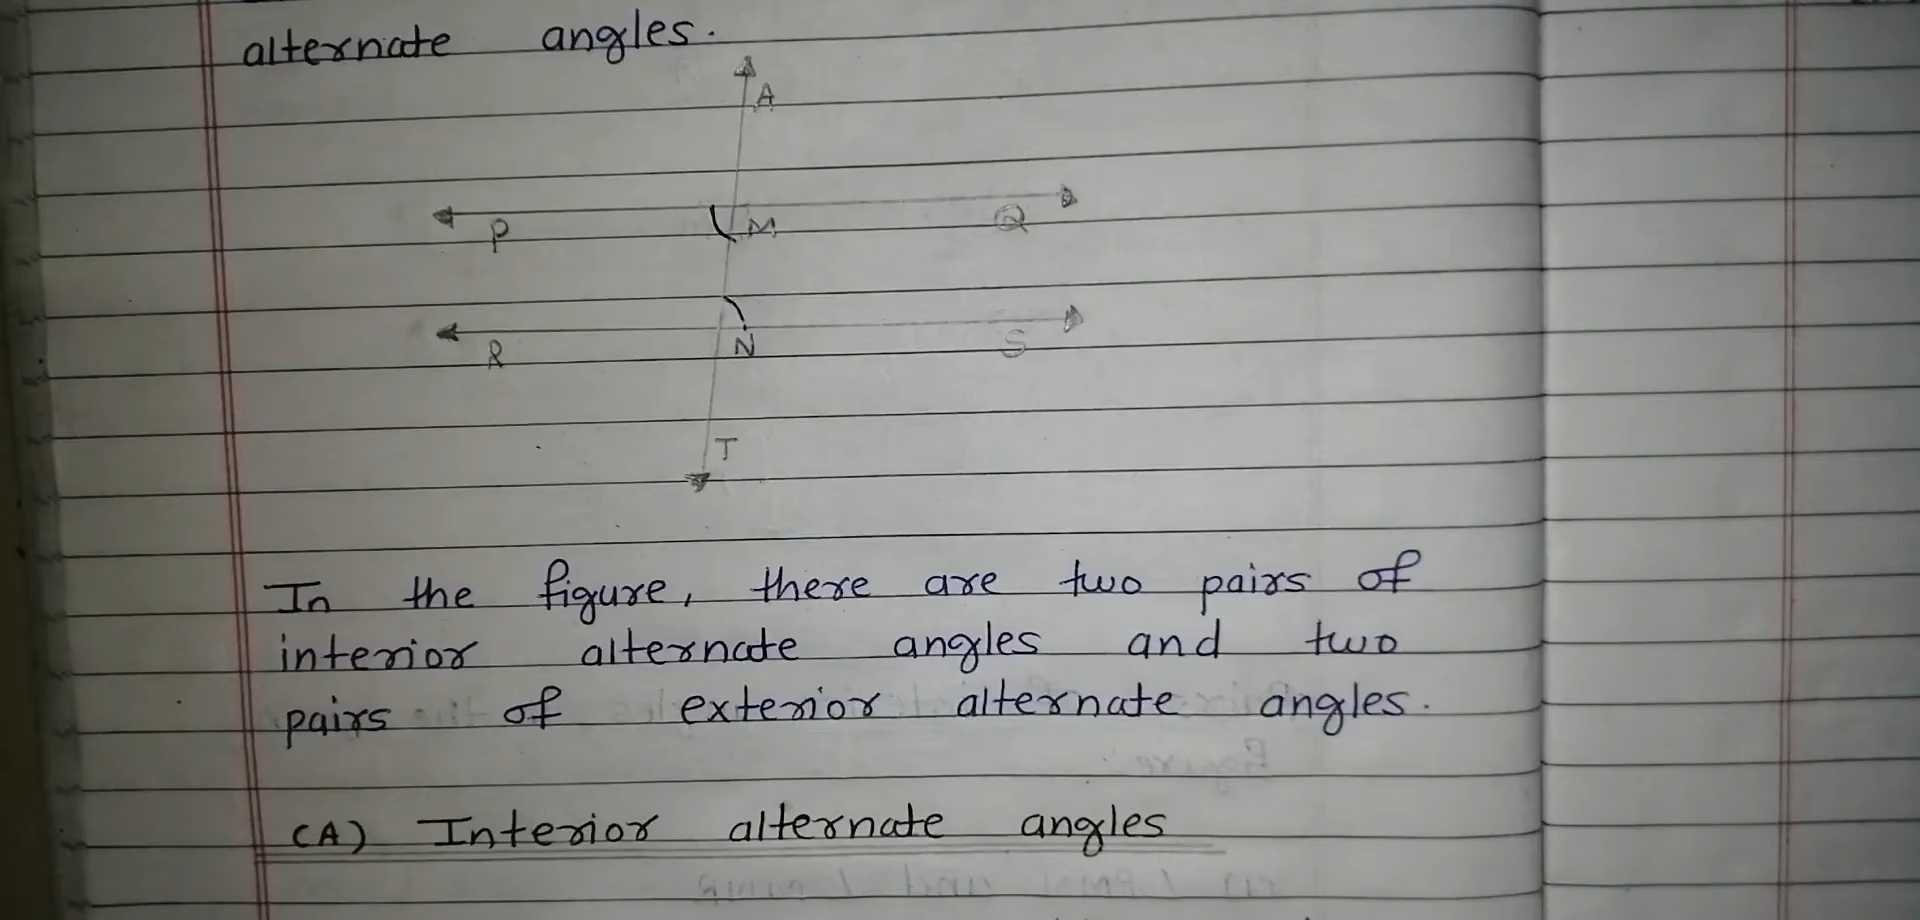 alternate angles.
A
P M Q
R N S
T
In the figure, there are two pairs of
interior alternate angles and two
pairs of exterior alternate angles.
(A) Interior alternate angles